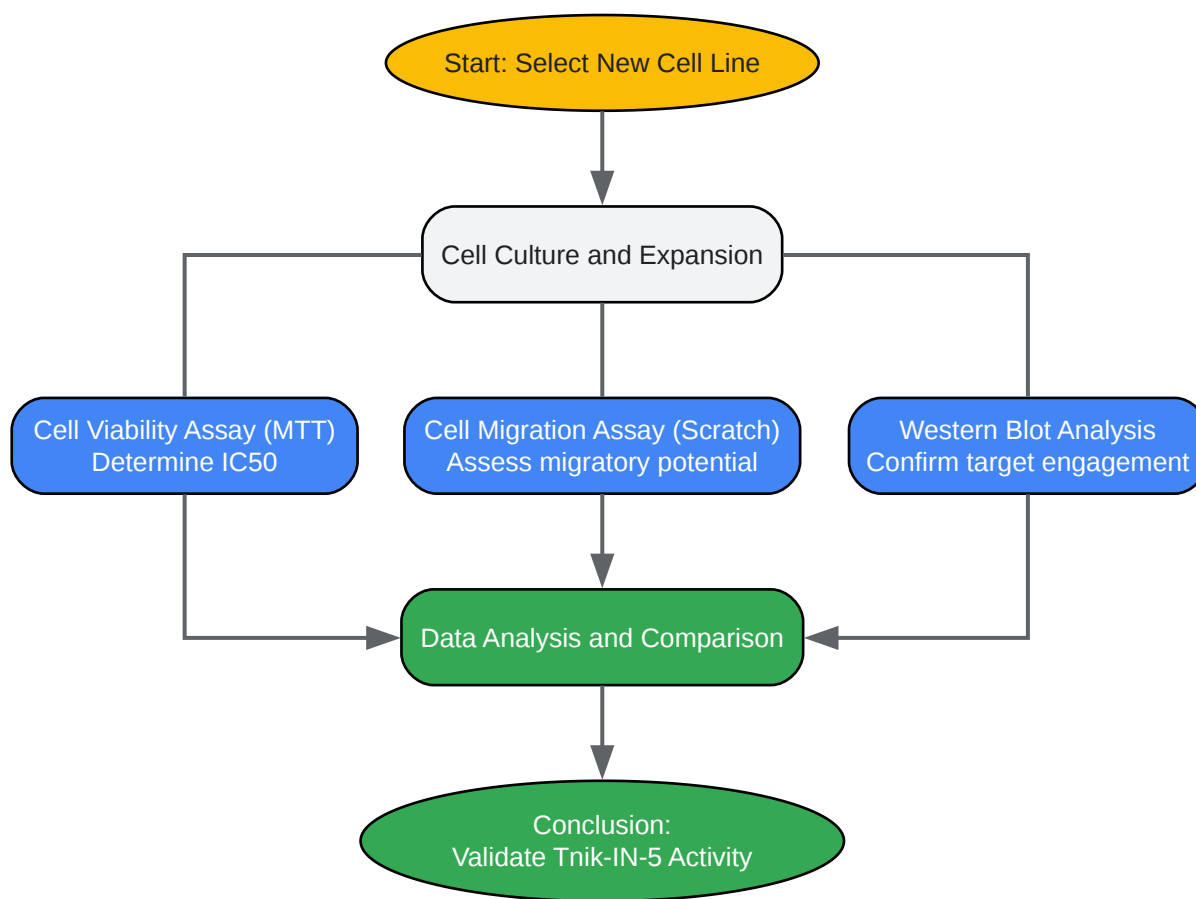 Start: Select New Cell Line
Cell Culture and Expansion
Cell Viability Assay (MTT)
Determine IC50
Cell Migration Assay (Scratch)
Assess migratory potential
Western Blot Analysis
Confirm target engagement
Data Analysis and Comparison
Conclusion:
Validate Tnik-IN-5 Activity